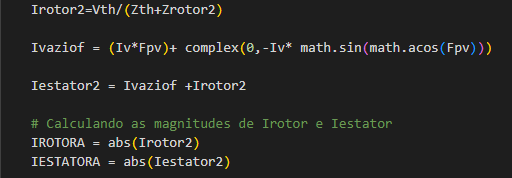 Irotor2=Vth/(Zth+Zrotor2)
Ivaziof = (Iv*Fpv)+ complex(0,-Iv* math.sin(math.acos(Fpv)))
Iestator2 = Ivaziof +Irotor2
# Calculando as magnitudes de Irotor e Iestator
IROTORA = abs(Irotor2)
IESTATORA = abs(Iestator2)